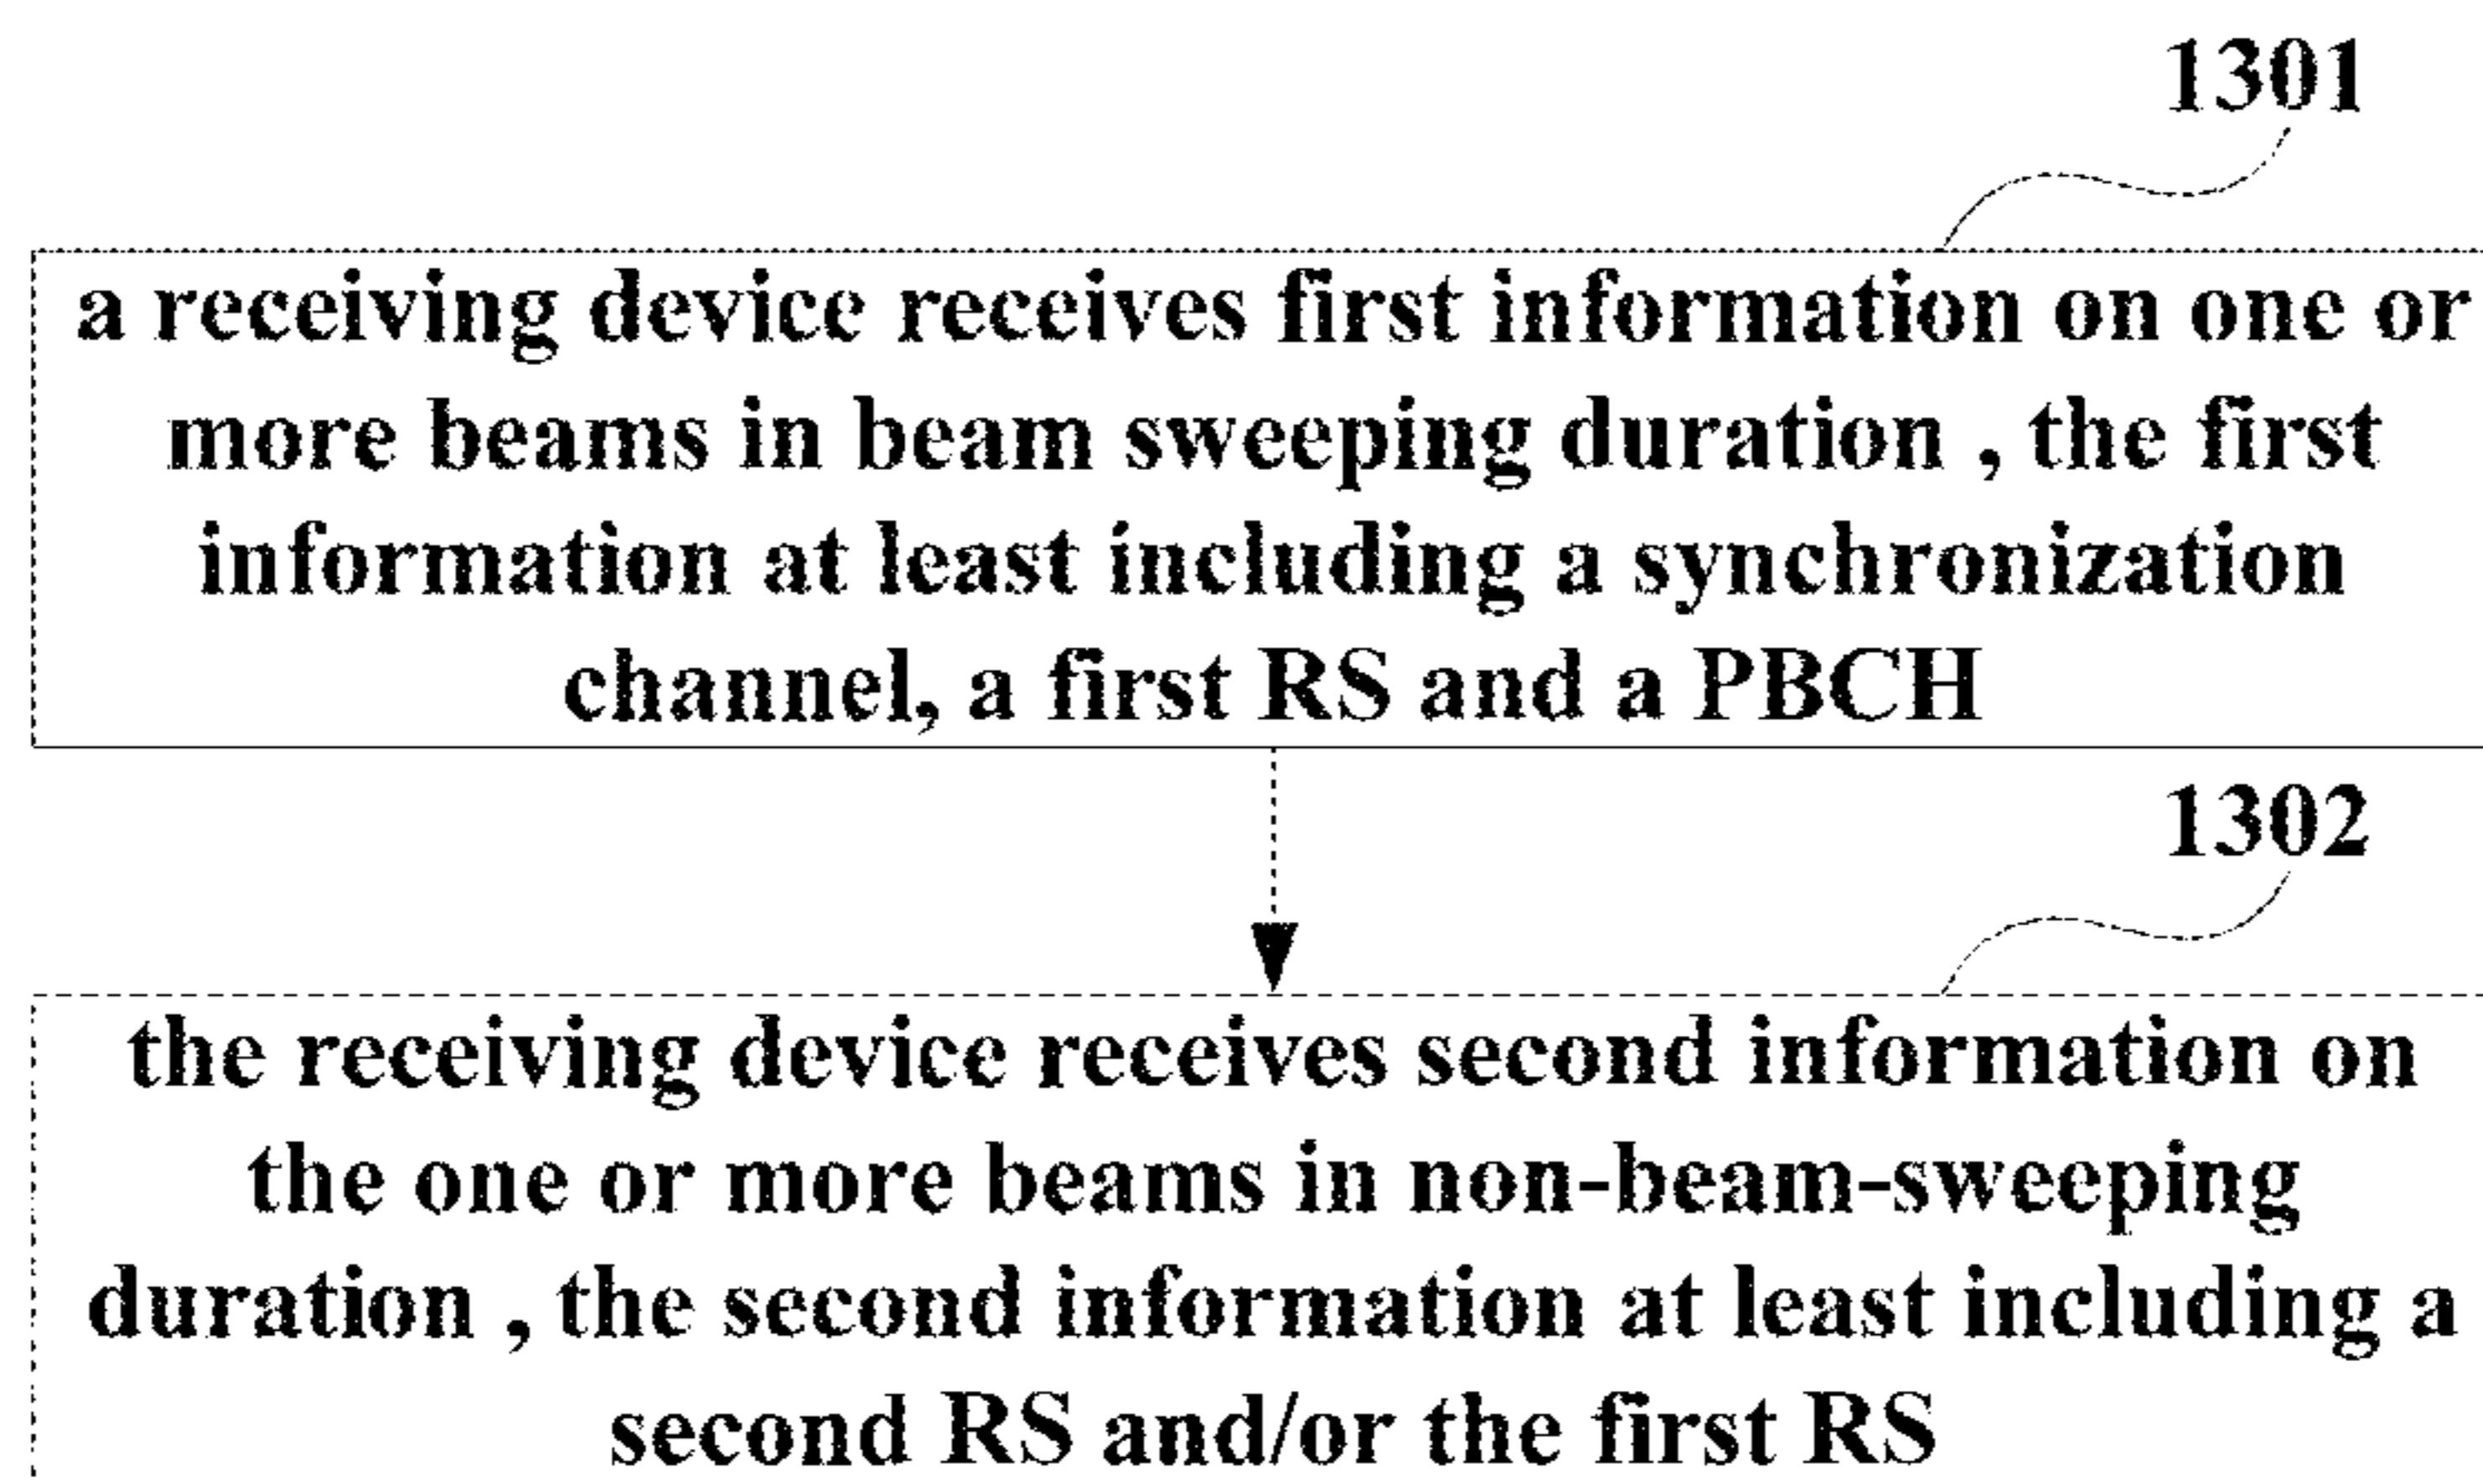 1301
a receiving device receives first information on one or
more beams in beam sweeping duration , the first
information at least including a synchronization
channel, a first RS and a PBCH
1302
the receiving device receives second information on
the one or more beams in non-beam-sweeping
duration , the second information at least including a
second RS and/or the first RS